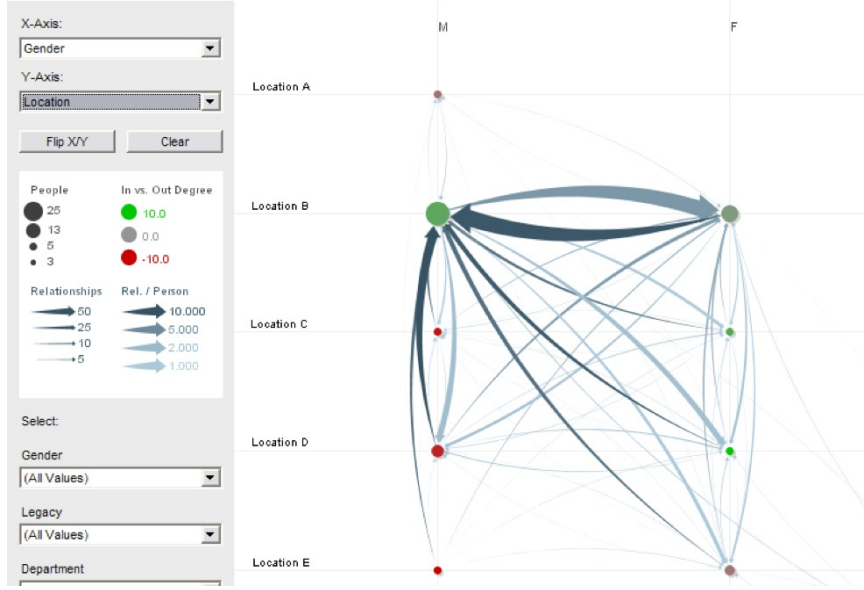 X-Axis:
Gender
Y-Axis:
Location
Flip X/Y Clear
People In vs. Out Degree
25 10.0
13 0.0
5 -10.0
3
Relationships Rel. / Person
50 10.000
25 5.000
10 2.000
5 1.000
Select:
Gender
(All Values)
Legacy
(All Values)
Department
M F
Location A
Location B
Location C
Location D
Location E